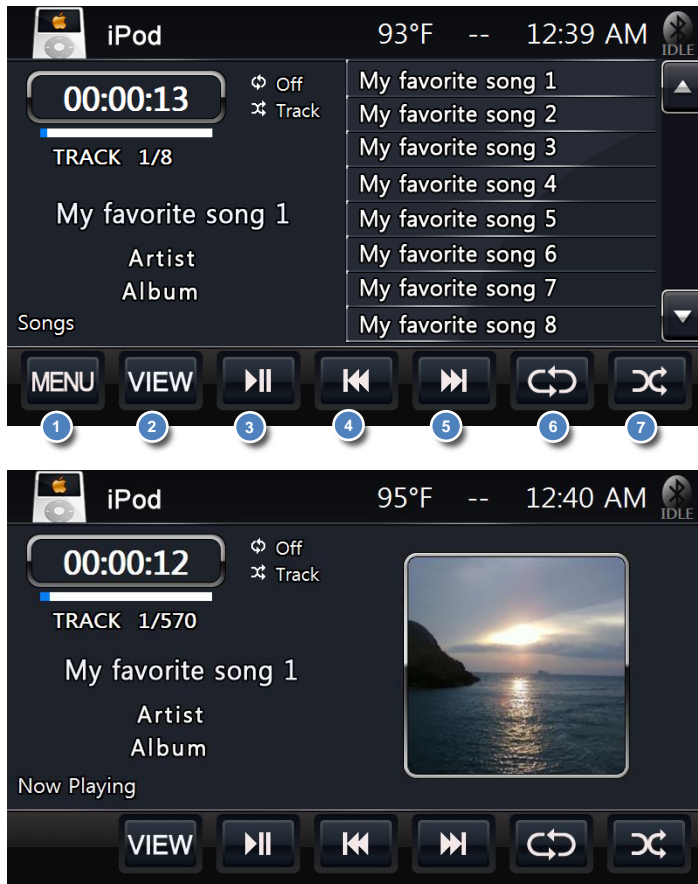 iPod 93°F -- 12:39 AM IDLE
00:00:13
Off
Track
TRACK 1/8
My favorite song 1
Artist
Album
Songs
My favorite song 1
My favorite song 2
My favorite song 3
My favorite song 4
My favorite song 5
My favorite song 6
My favorite song 7
My favorite song 8
MENU VIEW
1 2 3 4 5 6 7
iPod 95°F -- 12:40 AM IDLE
00:00:12
Off
Track
TRACK 1/570
My favorite song 1
Artist
Album
Now Playing
VIEW